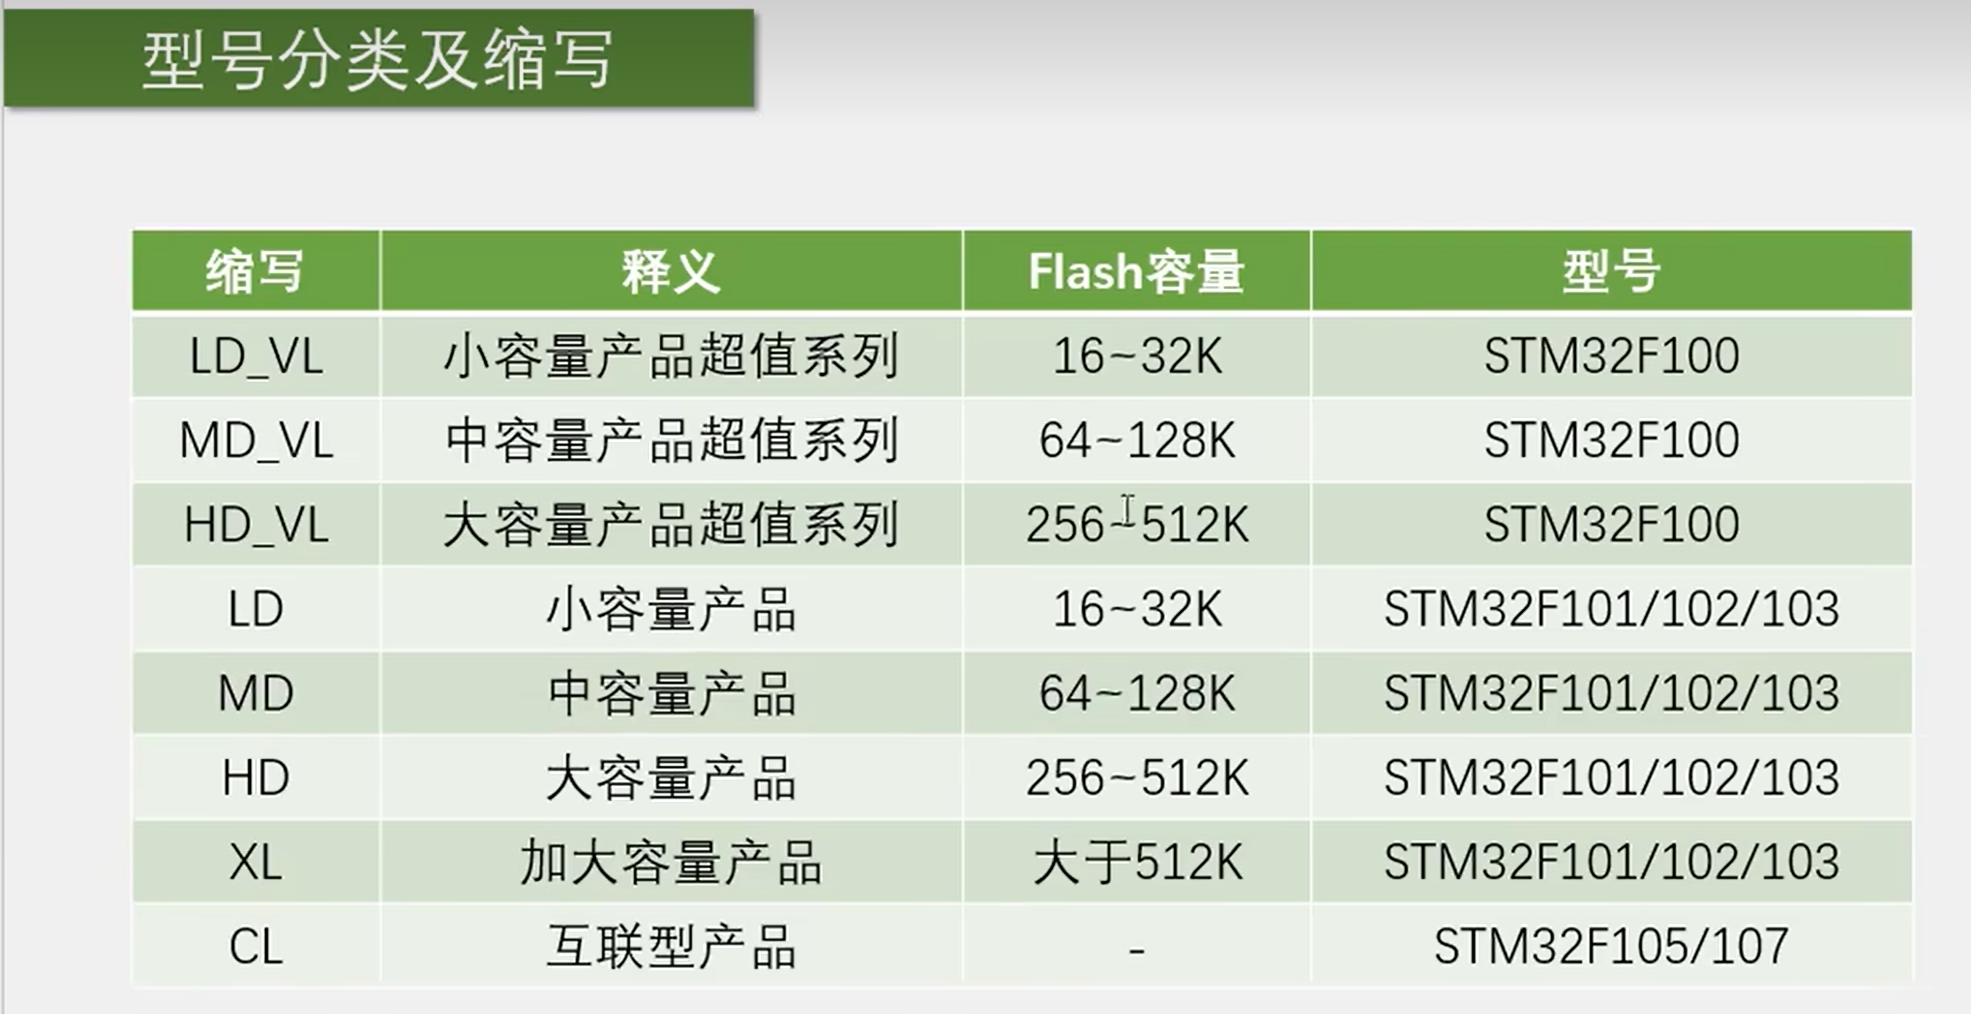 型号分类及缩写
缩写 释义 Flash容量 型号
LD_VL 小容量产品超值系列 16~32K STM32F100
MD_VL 中容量产品超值系列 64~128K STM32F100
HD_VL 大容量产品超值系列 256~512K STM32F100
LD 小容量产品 16~32K STM32F101/102/103
MD 中容量产品 64~128K STM32F101/102/103
HD 大容量产品 256~512K STM32F101/102/103
XL 加大容量产品 大于512K STM32F101/102/103
CL 互联型产品 - STM32F105/107